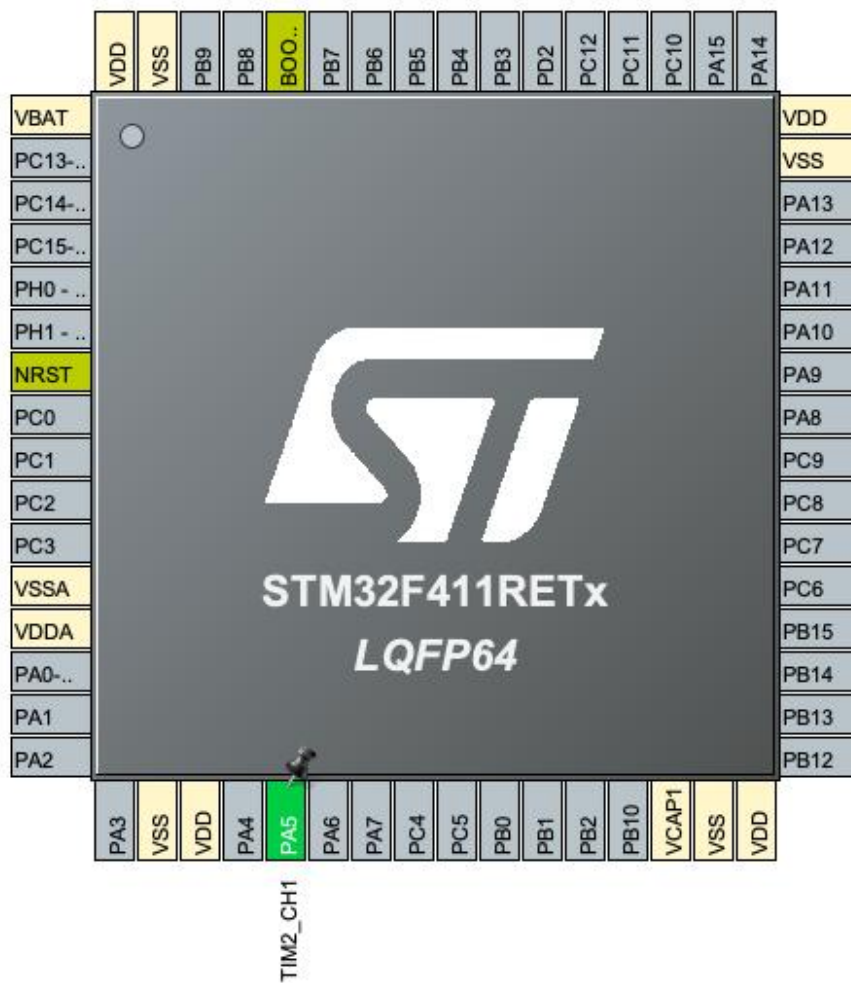 VDD
VSS
PB9
PB8
BOO..
PB7
PB6
PB5
PB4
PB3
PD2
PC12
PC11
PC10
PA15
PA14
VBAT
PC13-..
PC14-..
PC15-..
PH0 - ..
PH1 - ..
NRST
PC0
PC1
PC2
PC3
VSSA
VDDA
PA0-..
PA1
PA2
ST
STM32F411RETx
LQFP64
VDD
VSS
PA13
PA12
PA11
PA10
PA9
PA8
PC9
PC8
PC7
PC6
PB15
PB14
PB13
PB12
PA3
VSS
VDD
PA4
PA5
PA6
PA7
PC4
PC5
PB0
PB1
PB2
PB10
VCAP1
VSS
VDD
TIM2_CH1